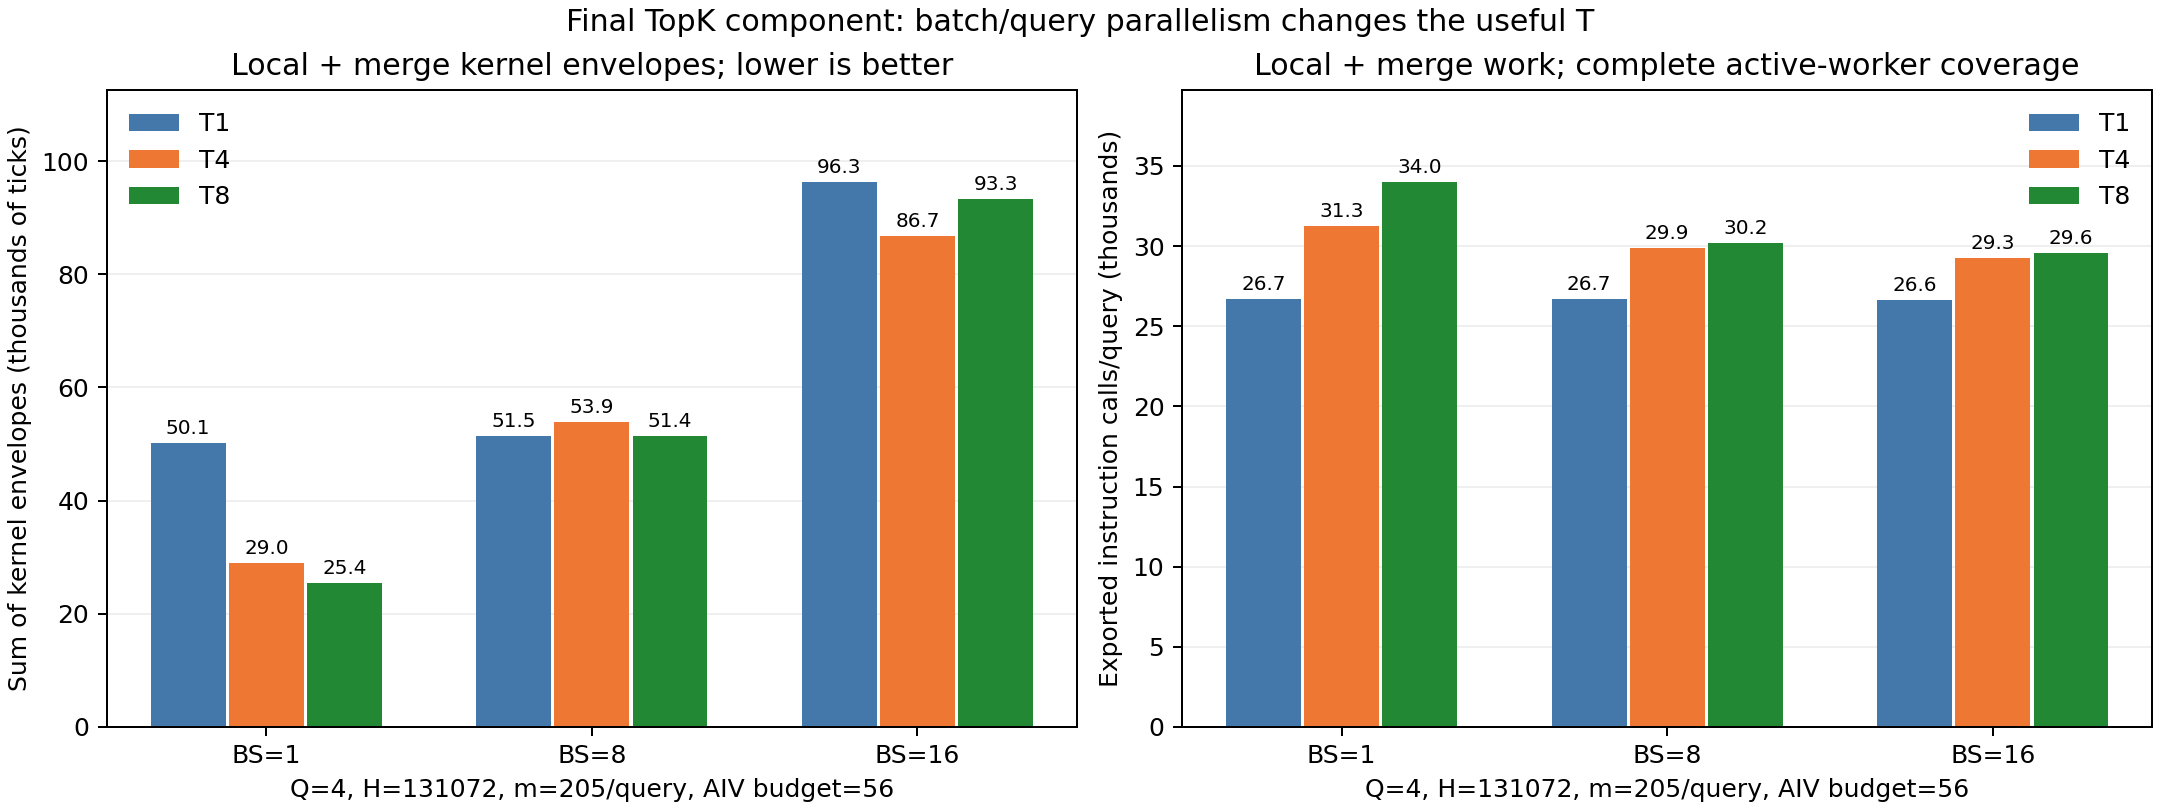 Final TopK component: batch/query parallelism changes the useful T
Local + merge kernel envelopes; lower is better
Sum of kernel envelopes (thousands of ticks)
100
80
60
40
20
0
T1
T4
T8
50.1
29.0
25.4
51.5
53.9
51.4
96.3
86.7
93.3
BS=1
BS=8
BS=16
Q=4, H=131072, m=205/query, AIV budget=56
Local + merge work; complete active-worker coverage
Exported instruction calls/query (thousands)
35
30
25
20
15
10
5
0
T1
T4
T8
26.7
31.3
34.0
26.7
29.9
30.2
26.6
29.3
29.6
BS=1
BS=8
BS=16
Q=4, H=131072, m=205/query, AIV budget=56